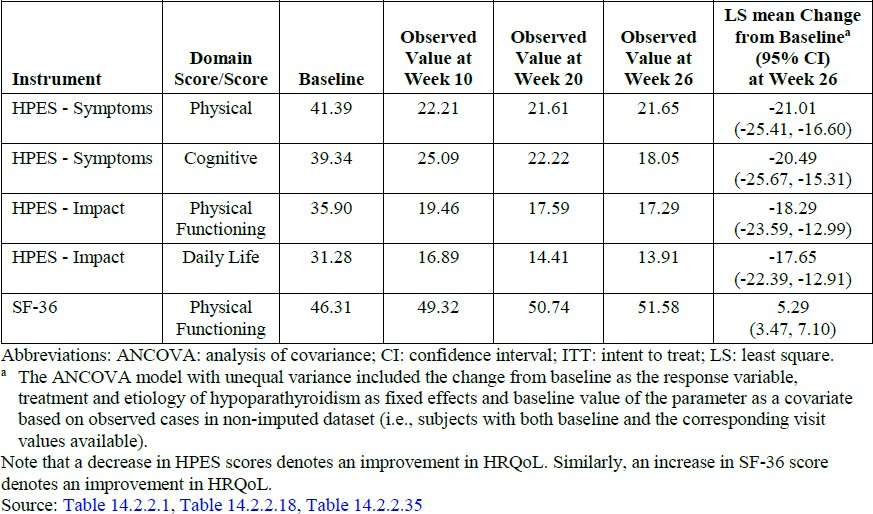 Instrument Domain Score/Score Baseline Observed Value at Week 10 Observed Value at Week 20 Observed Value at Week 26 LS mean Change from Baselineᵃ (95% CI) at Week 26
HPES - Symptoms Physical 41.39 22.21 21.61 21.65 -21.01
(-25.41, -16.60)
HPES - Symptoms Cognitive 39.34 25.09 22.22 18.05 -20.49
(-25.67, -15.31)
HPES - Impact Physical Functioning 35.90 19.46 17.59 17.29 -18.29
(-23.59, -12.99)
HPES - Impact Daily Life 31.28 16.89 14.41 13.91 -17.65
(-22.39, -12.91)
SF-36 Physical Functioning 46.31 49.32 50.74 51.58 5.29
(3.47, 7.10)
Abbreviations: ANCOVA: analysis of covariance; CI: confidence interval; ITT: intent to treat; LS: least square.
ᵃ The ANCOVA model with unequal variance included the change from baseline as the response variable,
treatment and etiology of hypoparathyroidism as fixed effects and baseline value of the parameter as a covariate
based on observed cases in non-imputed dataset (i.e., subjects with both baseline and the corresponding visit
values available).
Note that a decrease in HPES scores denotes an improvement in HRQoL. Similarly, an increase in SF-36 score
denotes an improvement in HRQoL.
Source: Table 14.2.2.1, Table 14.2.2.18, Table 14.2.2.35